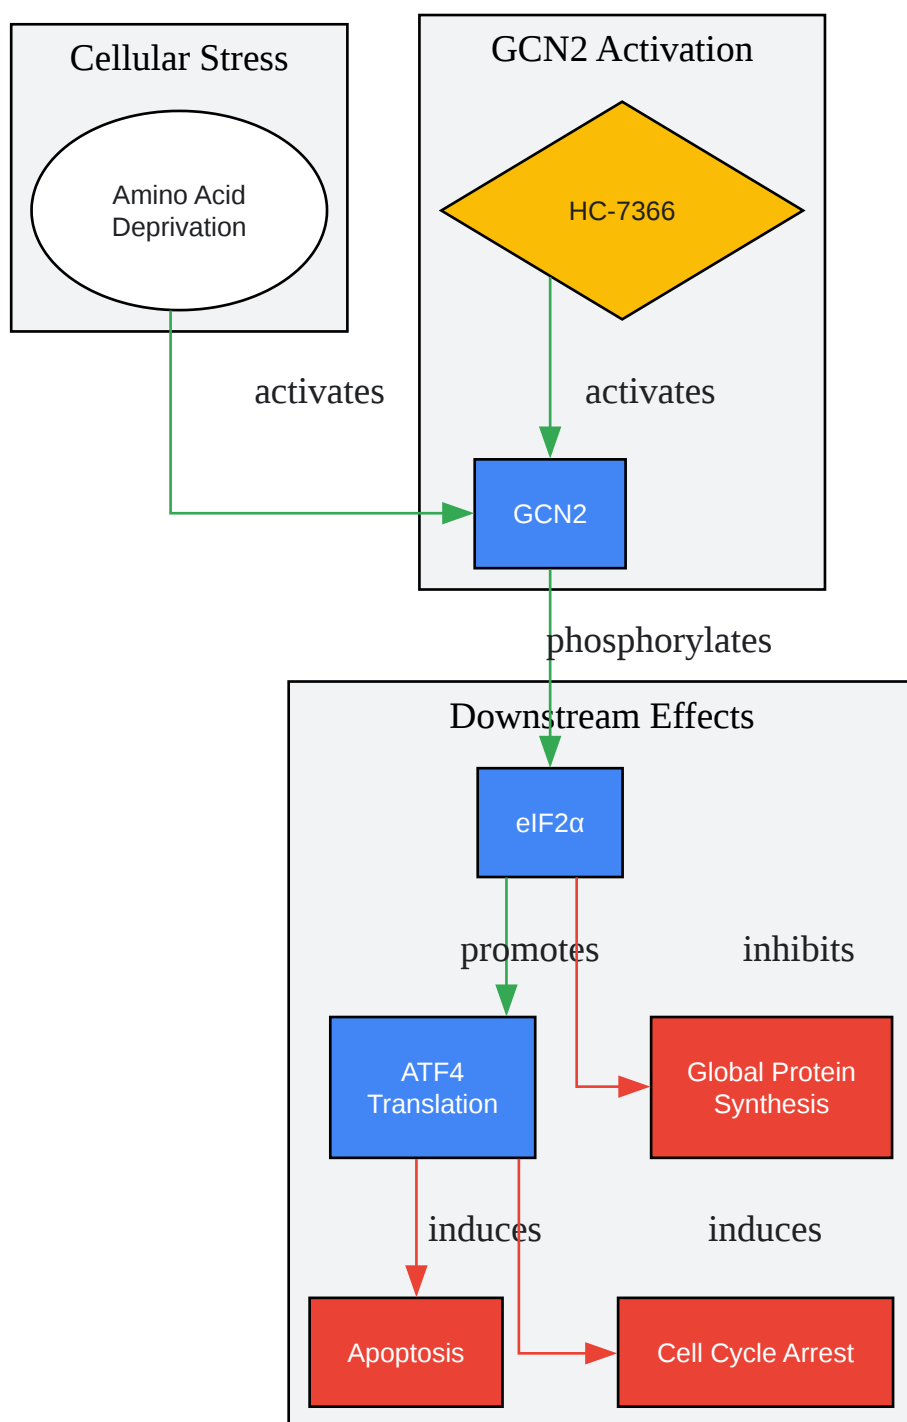 Cellular Stress
GCN2 Activation
Amino Acid
Deprivation
HC-7366
activates
activates
GCN2
phosphorylates
Downstream Effects
eIF2α
promotes
inhibits
ATF4
Translation
Global Protein
Synthesis
induces
induces
Apoptosis
Cell Cycle Arrest